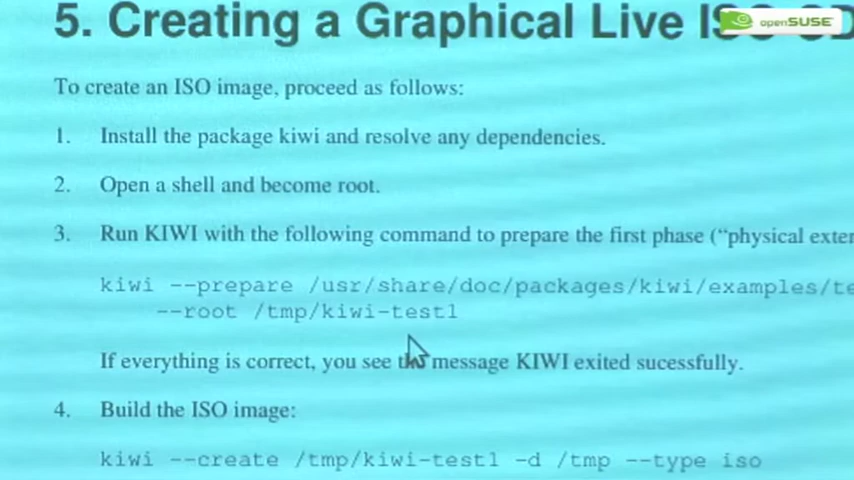 5. Creating a Graphical Live ISO CD
openSUSE
To create an ISO image, proceed as follows:
1. Install the package kiwi and resolve any dependencies.
2. Open a shell and become root.
3. Run KIWI with the following command to prepare the first phase (“physical
kiwi --prepare /usr/share/doc/packages/kiwi/examples/
--root /tmp/kiwi-test1
If everything is correct, you see the message KIWI exited sucessfully.
4. Build the ISO image:
kiwi --create /tmp/kiwi-test1 -d /tmp --type iso